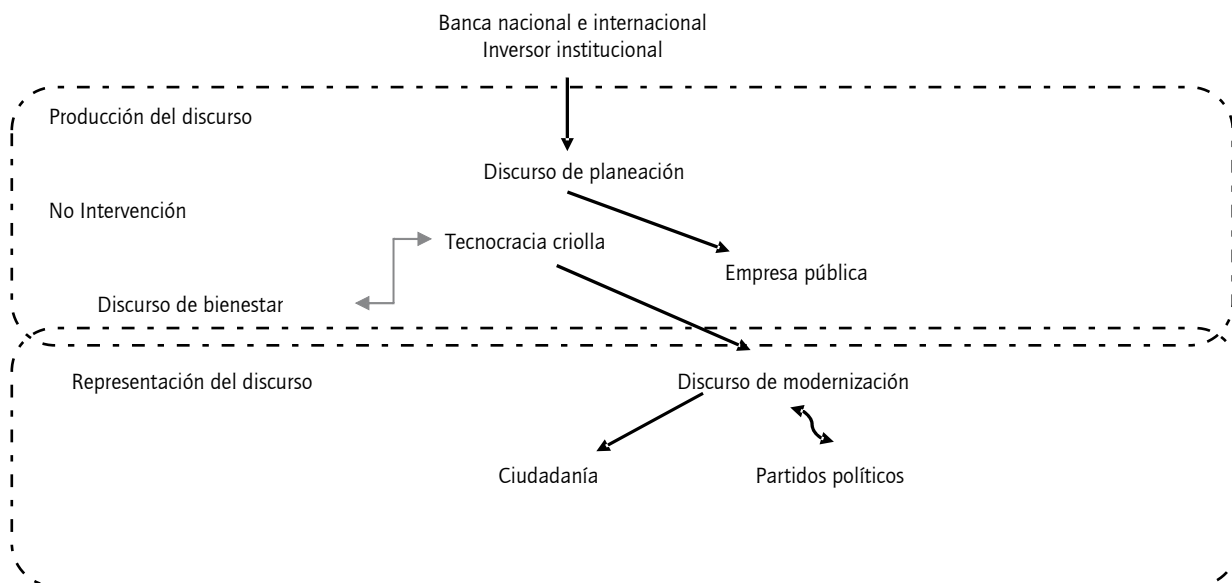 Banca nacional e internacional
Inversor institucional
Producción del discurso
Discurso de planeación
No Intervención
Tecnocracia criolla
Empresa pública
Discurso de bienestar
Representación del discurso
Discurso de modernización
Ciudadanía
Partidos políticos